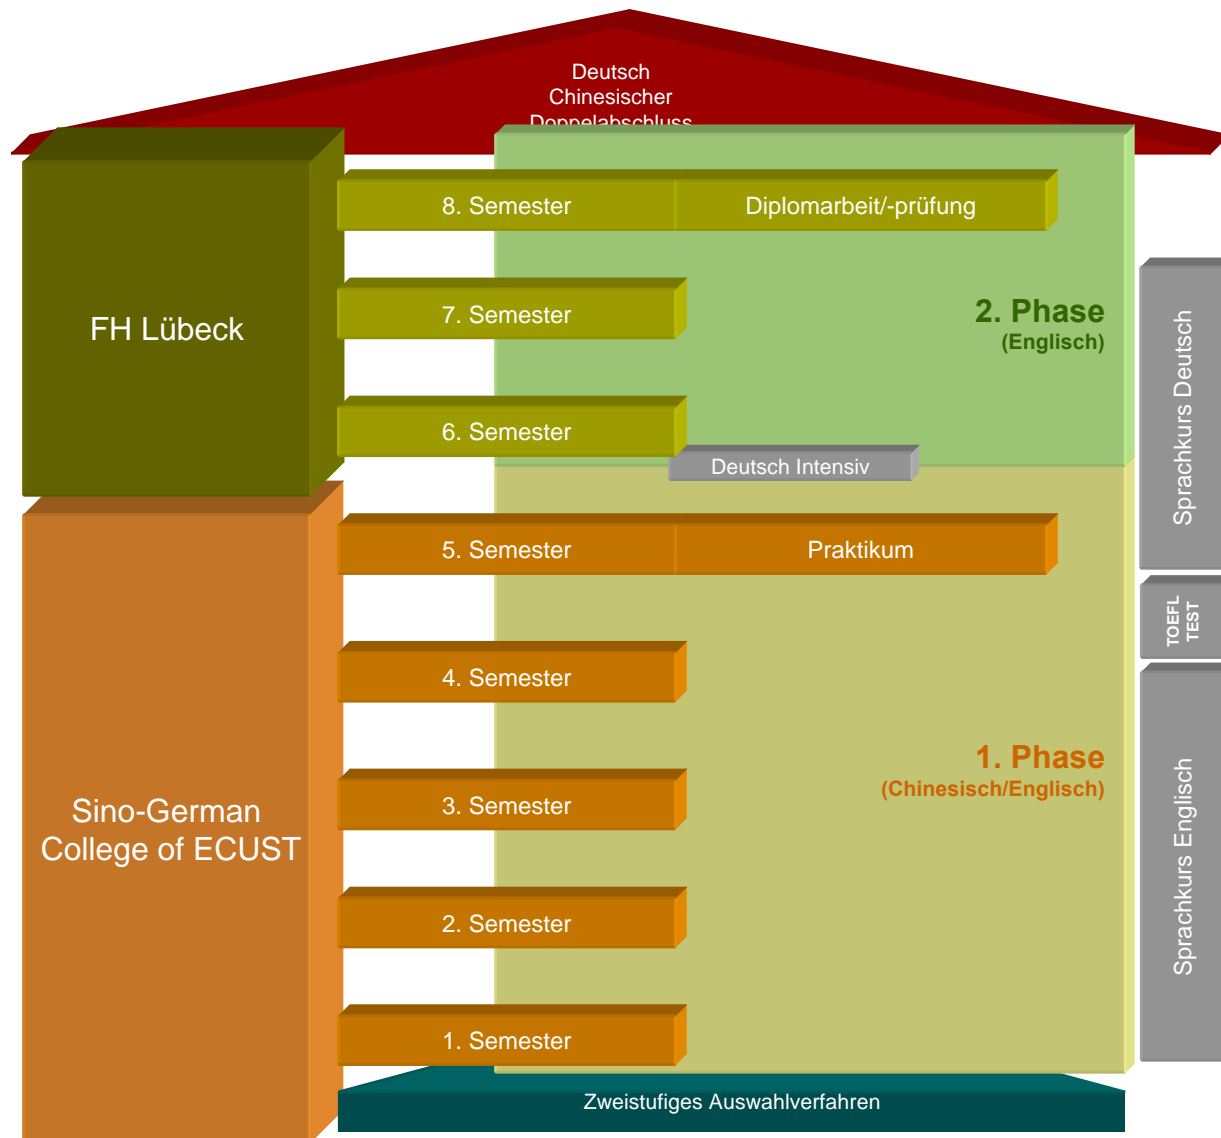 Deutsch
Chinesischer
Doppelabschluss
FH Lübeck
8. Semester
Diplomarbeit/-prüfung
7. Semester
2. Phase
(Englisch)
6. Semester
Deutsch Intensiv
Sprachkurs Deutsch
5. Semester
Praktikum
TOEFL
TEST
4. Semester
1. Phase
(Chinesisch/Englisch)
Sino-German
College of ECUST
3. Semester
Sprachkurs Englisch
2. Semester
1. Semester
Zweistufiges Auswahlverfahren